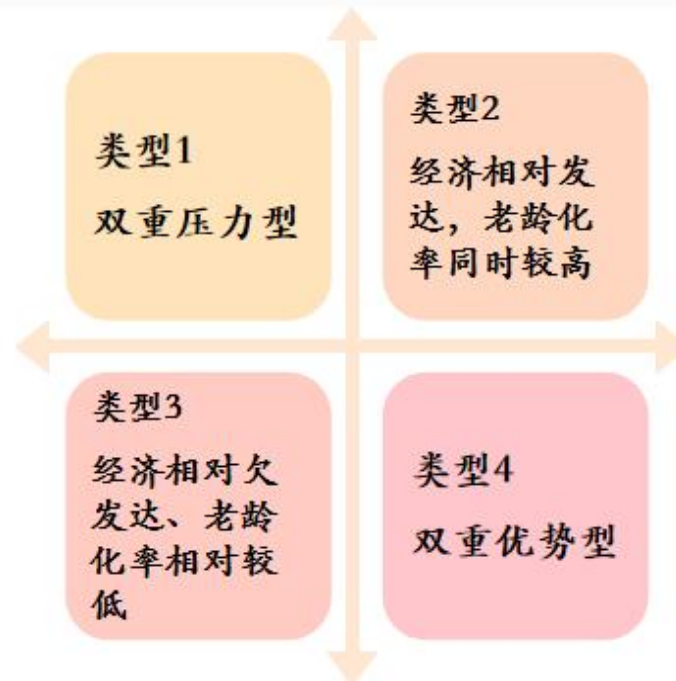 类型1
双重压力型
类型2
经济相对发
达，老龄化
率同时较高
类型3
经济相对欠
发达、老龄
化率相对较
低
类型4
双重优势型